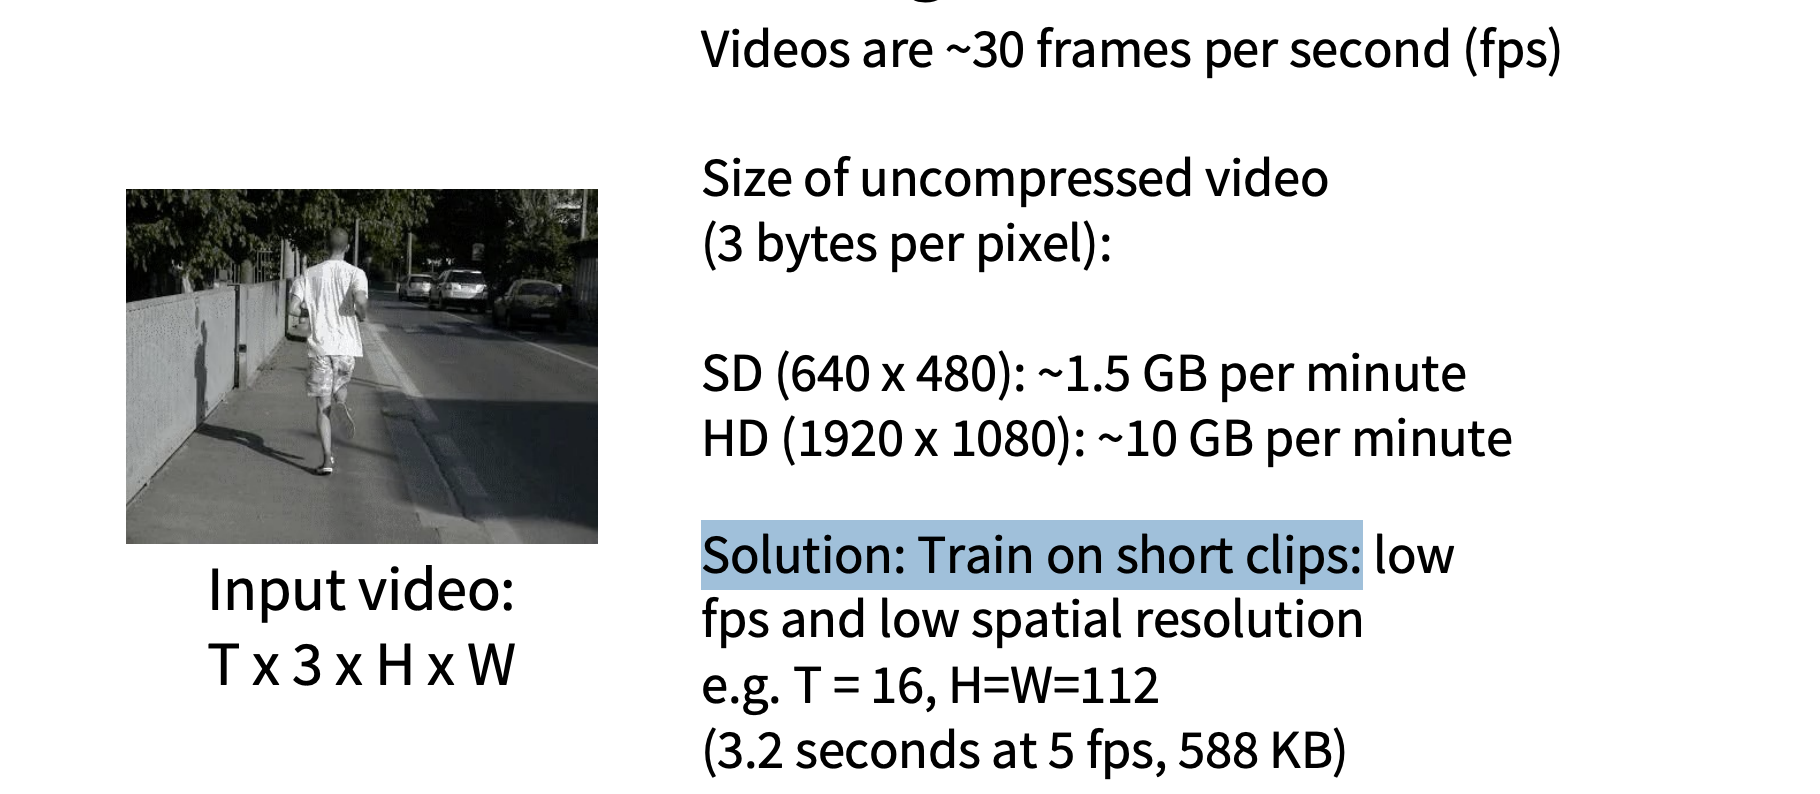 Videos are ~30 frames per second (fps)
Size of uncompressed video
(3 bytes per pixel):
SD (640 x 480): ~1.5 GB per minute
HD (1920 x 1080): ~10 GB per minute
Solution: Train on short clips: low
fps and low spatial resolution
e.g. T = 16, H=W=112
(3.2 seconds at 5 fps, 588 KB)
Input video:
T x 3 x H x W